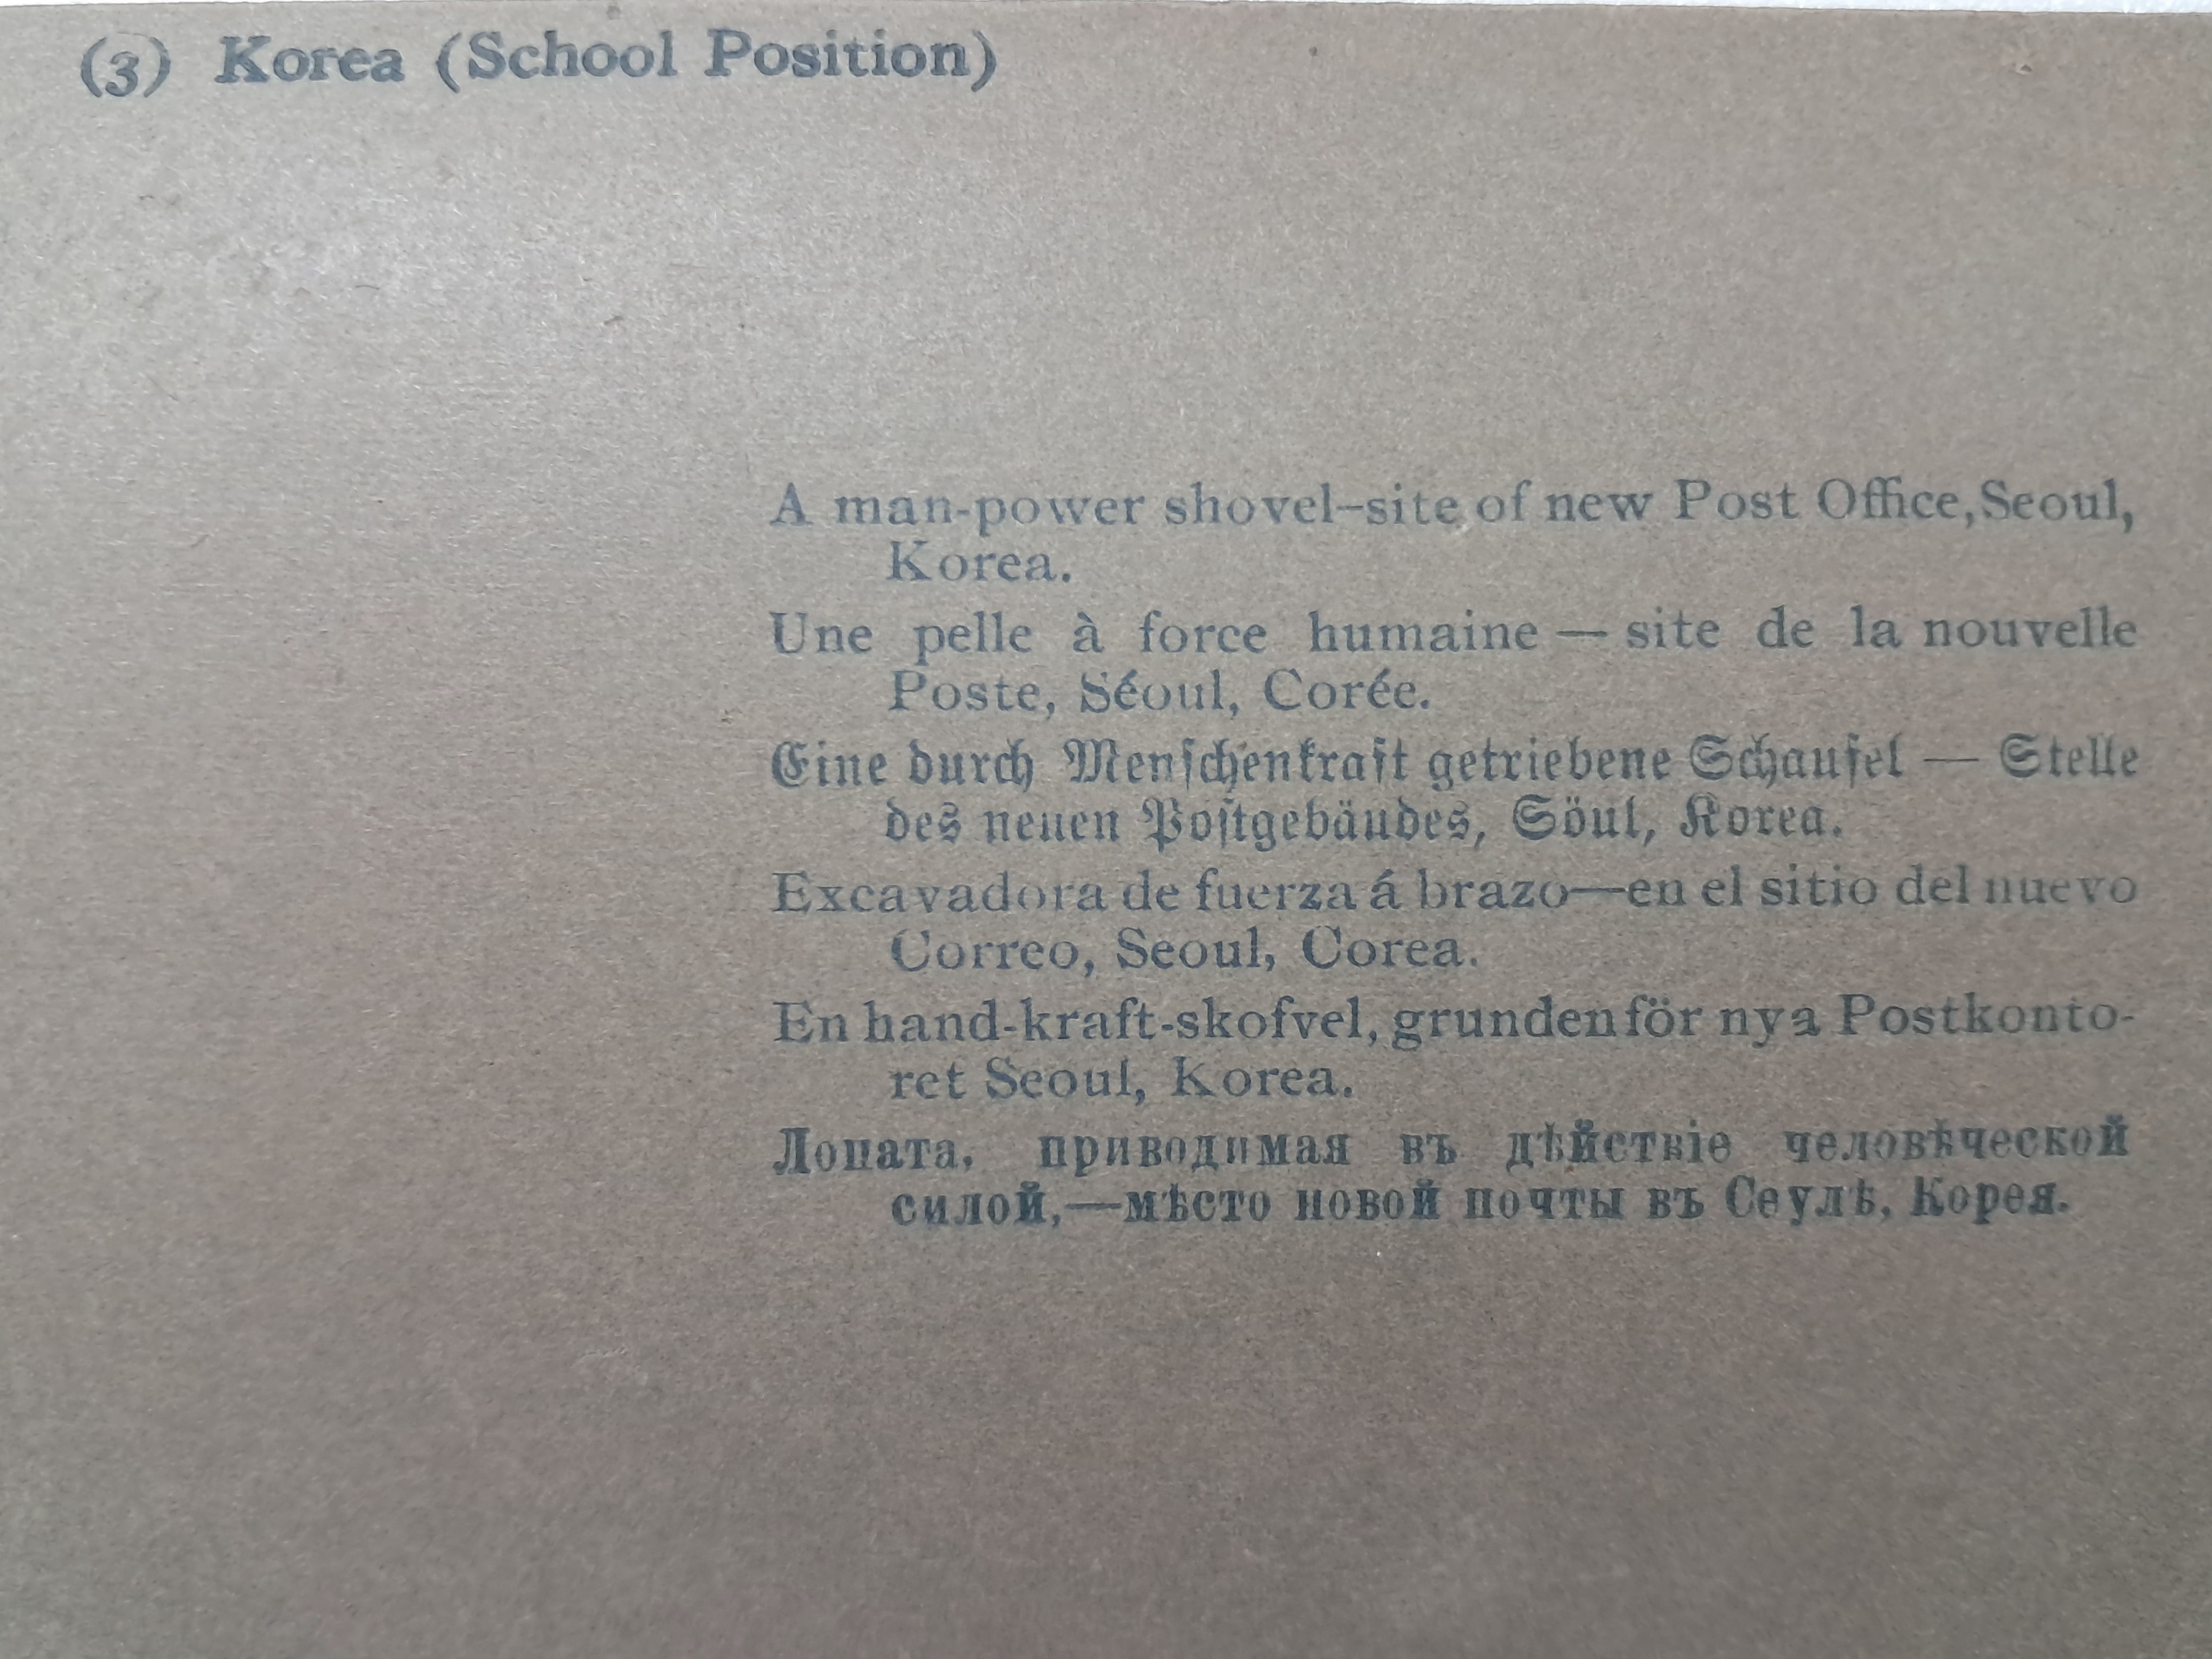 (3) Korea (School Position)
A man-power shovel–site of new Post Office, Seoul,
Korea.
Une pelle à force humaine — site de la nouvelle
Poste, Séoul, Corée.
Eine durch Menschenkraft getriebene Schaufel — Stelle
des neuen Postgebäudes, Söul, Korea.
Excavadora de fuerza á brazo—en el sitio del nuevo
Correo, Seoul, Corea.
En hand-kraft-skofvel, grunden för nya Postkonto-
ret Seoul, Korea.
Лопата, приводимая въ дѣйствіе человѣческой
силой,—мѣсто новой почты въ Сеулѣ, Корея.